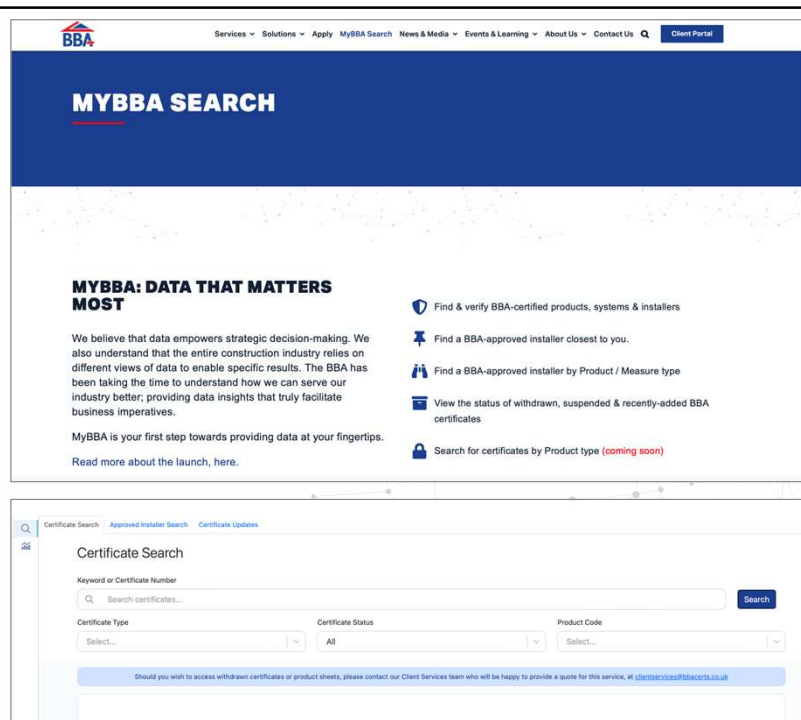 BBA
Services
Solutions
Apply
MyBBA Search
News & Media
Events & Learning
About Us
Contact Us
Client Portal
MYBBA SEARCH
MYBBA: DATA THAT MATTERS
MOST
We believe that data empowers strategic decision-making. We
also understand that the entire construction industry relies on
different views of data to enable specific results. The BBA has
been taking the time to understand how we can serve our
industry better; providing data insights that truly facilitate
business imperatives.
MyBBA is your first step towards providing data at your fingertips.
Read more about the launch, here.
Find & verify BBA-certified products, systems & installers
Find a BBA-approved installer closest to you.
Find a BBA-approved installer by Product / Measure type
View the status of withdrawn, suspended & recently-added BBA
certificates
Search for certificates by Product type (coming soon)
Certificate Search
Approved Installer Search
Certificate Updates
Certificate Search
Keyword or Certificate Number
Search certificates...
Search
Certificate Type
Select...
Certificate Status
All
Product Code
Select...
Should you wish to access withdrawn certificates or product sheets, please contact our Client Services team who will be happy to provide a quote for this service, at clientservices@bbacerts.co.uk